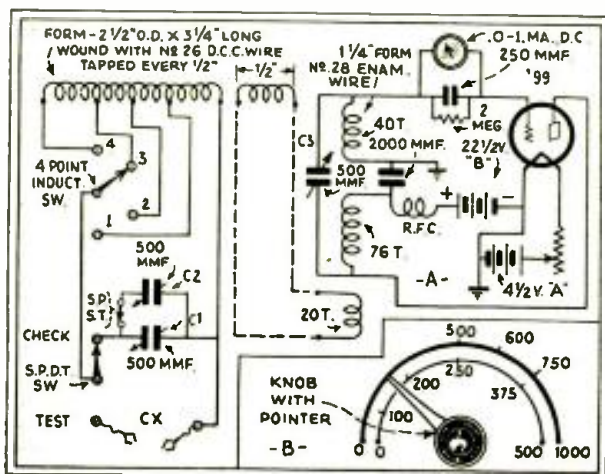 FORM-2 1/2" O.D. X 3 1/4" LONG
WOUND WITH No 26 D.C.C. WIRE
TAPPED EVERY 1/2"
1/2"
1 1/4" FORM
No.28 ENAM.
WIRE
.0-1.MA. D.C
250 MMF
'99
2
MEG
22 1/2V.
"B"
40T.
2000 MMF.
C3
500
MMF.
+
-
R.F.C.
76 T.
-A-
4 1/2V. "A"
4
3
4 POINT
INDUCT.
SW.
2
1
500
MMF
C2
S.P.
S.T.
C1
CHECK
500 MMF
S.P.D.T.
SW
TEST
CX
20T.
KNOB
WITH
POINTER
-B-
0
500
600
750
1000
0
100
200
250
375
500